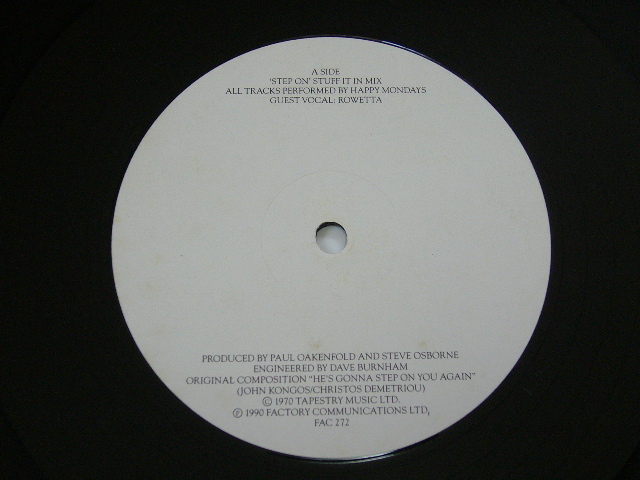 A SIDE
'STEP ON' STUFF IT IN MIX
ALL TRACKS PERFORMED BY HAPPY MONDAYS
GUEST VOCAL: ROWETTA
PRODUCED BY PAUL OAKENFOLD AND STEVE OSBORNE
ENGINEERED BY DAVE BURNHAM
ORIGINAL COMPOSITION "HE'S GONNA STEP ON YOU AGAIN"
(JOHN KONGOS/CHRISTOS DEMETRIOU)
© 1970 TAPESTRY MUSIC LTD.
℗ 1990 FACTORY COMMUNICATIONS LTD,
FAC 272